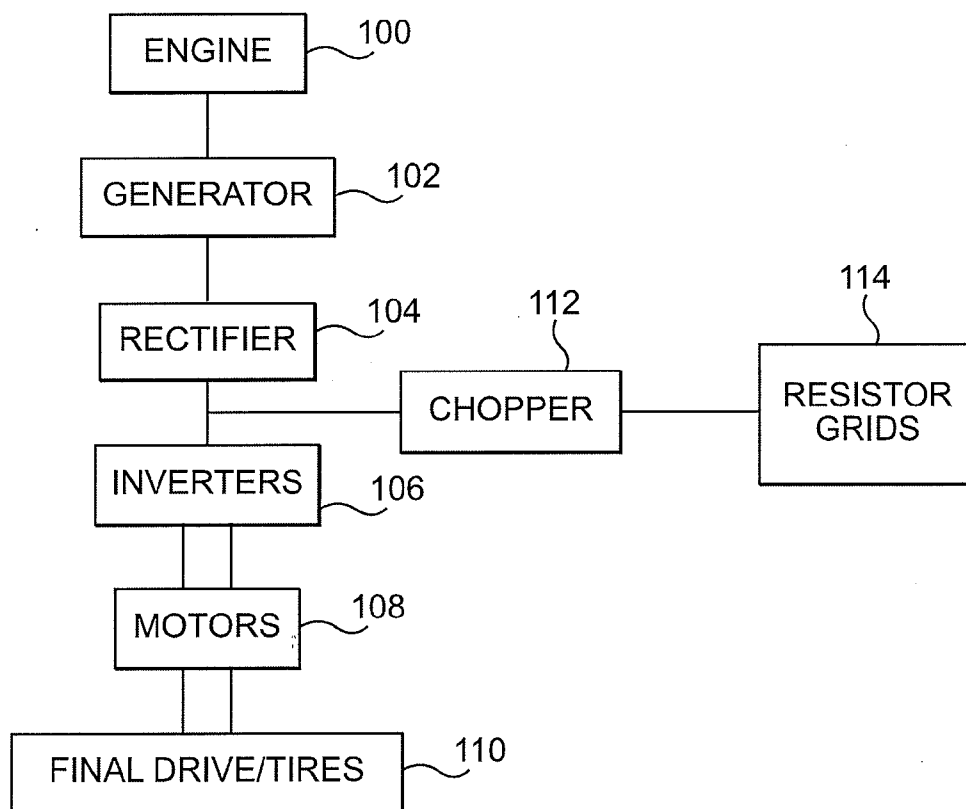 ENGINE
100
GENERATOR
102
RECTIFIER
104
112
114
CHOPPER
RESISTOR
GRIDS
INVERTERS
106
MOTORS
108
FINAL DRIVE/TIRES
110